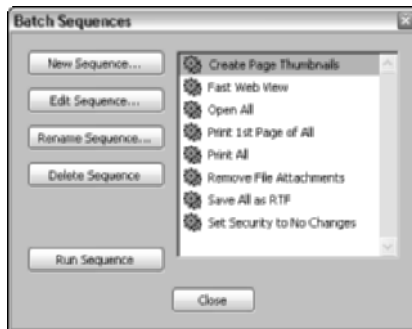 Batch Sequences
New Sequence...
Edit Sequence...
Rename Sequence...
Delete Sequence
Run Sequence
Create Page Thumbnails
Fast Web View
Open All
Print 1st Page of All
Print All
Remove File Attachments
Save All as RTF
Set Security to No Changes
Close